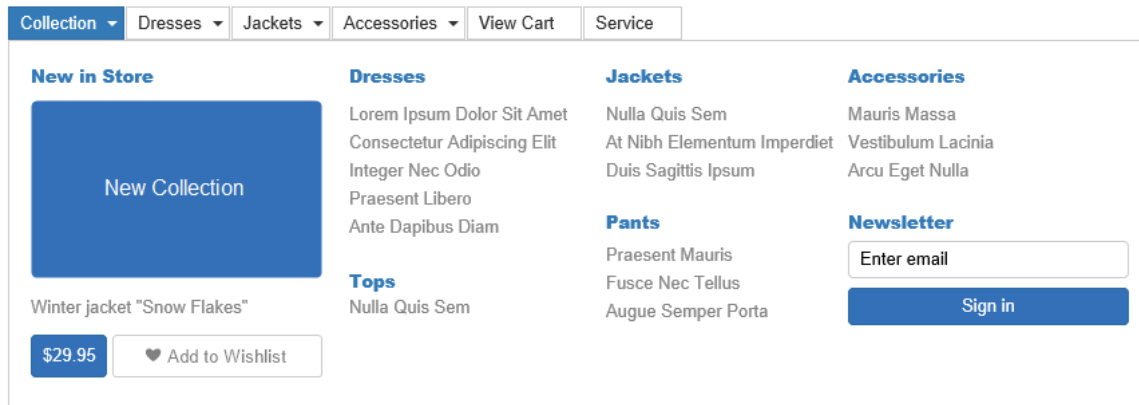 Collection
Dresses
Jackets
Accessories
View Cart
Service
New in Store
New Collection
Winter jacket "Snow Flakes"
$29.95
Add to Wishlist
Dresses
Lorem Ipsum Dolor Sit Amet
Consectetur Adipiscing Elit
Integer Nec Odio
Praesent Libero
Ante Dapibus Diam
Tops
Nulla Quis Sem
Jackets
Nulla Quis Sem
At Nibh Elementum Imperdiet
Duis Sagittis Ipsum
Pants
Praesent Mauris
Fusce Nec Tellus
Augue Semper Porta
Accessories
Mauris Massa
Vestibulum Lacinia
Arcu Eget Nulla
Newsletter
Enter email
Sign in